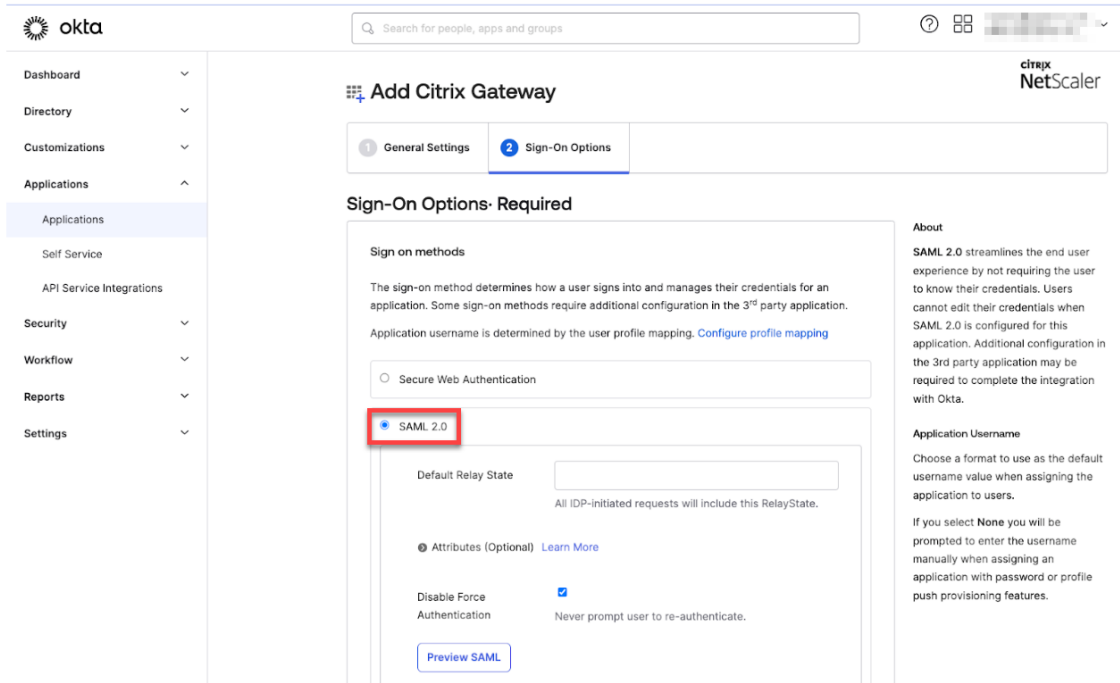 okta
Search for people, apps and groups
Dashboard
Directory
Customizations
Applications
Applications
Self Service
API Service Integrations
Security
Workflow
Reports
Settings
citrix
NetScaler
Add Citrix Gateway
1 General Settings
2 Sign-On Options
Sign-On Options· Required
Sign on methods
The sign-on method determines how a user signs into and manages their credentials for an
application. Some sign-on methods require additional configuration in the 3rd party application.
Application username is determined by the user profile mapping. Configure profile mapping
Secure Web Authentication
SAML 2.0
Default Relay State
All IDP-initiated requests will include this RelayState.
Attributes (Optional) Learn More
Disable Force
Authentication
Never prompt user to re-authenticate.
Preview SAML
About
SAML 2.0 streamlines the end user
experience by not requiring the user
to know their credentials. Users
cannot edit their credentials when
SAML 2.0 is configured for this
application. Additional configuration in
the 3rd party application may be
required to complete the integration
with Okta.
Application Username
Choose a format to use as the default
username value when assigning the
application to users.
If you select None you will be
prompted to enter the username
manually when assigning an
application with password or profile
push provisioning features.